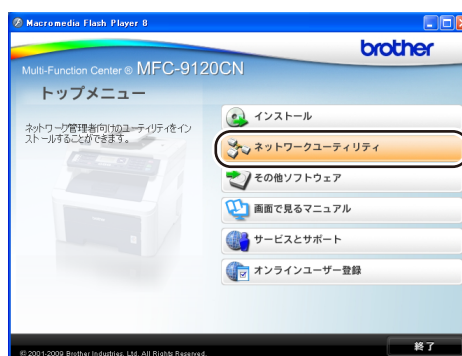 Macromedia Flash Player 8
brother
Multi-Function Center® MFC-9120CN
トップメニュー
ネットワーク管理者向けのユーティリティをイン
ストールすることができます。
インストール
ネットワークユーティリティ
その他ソフトウェア
画面で見るマニュアル
サービスとサポート
オンラインユーザー登録
© 2001-2009 Brother Industries, Ltd. All Rights Reserved.
終了